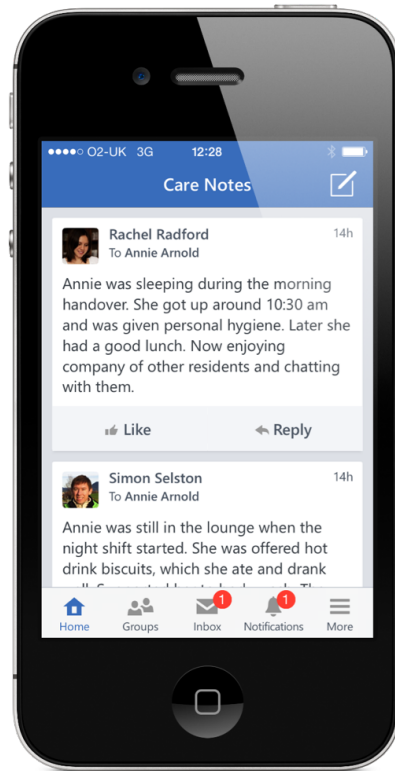 O2-UK 3G 12:28
Care Notes
Rachel Radford 14h
To Annie Arnold
Annie was sleeping during the morning
handover. She got up around 10:30 am
and was given personal hygiene. Later she
had a good lunch. Now enjoying
company of other residents and chatting
with them.
Like Reply
Simon Selston 14h
To Annie Arnold
Annie was still in the lounge when the
night shift started. She was offered hot
drink biscuits, which she ate and drank
1 1
Home Groups Inbox Notifications More